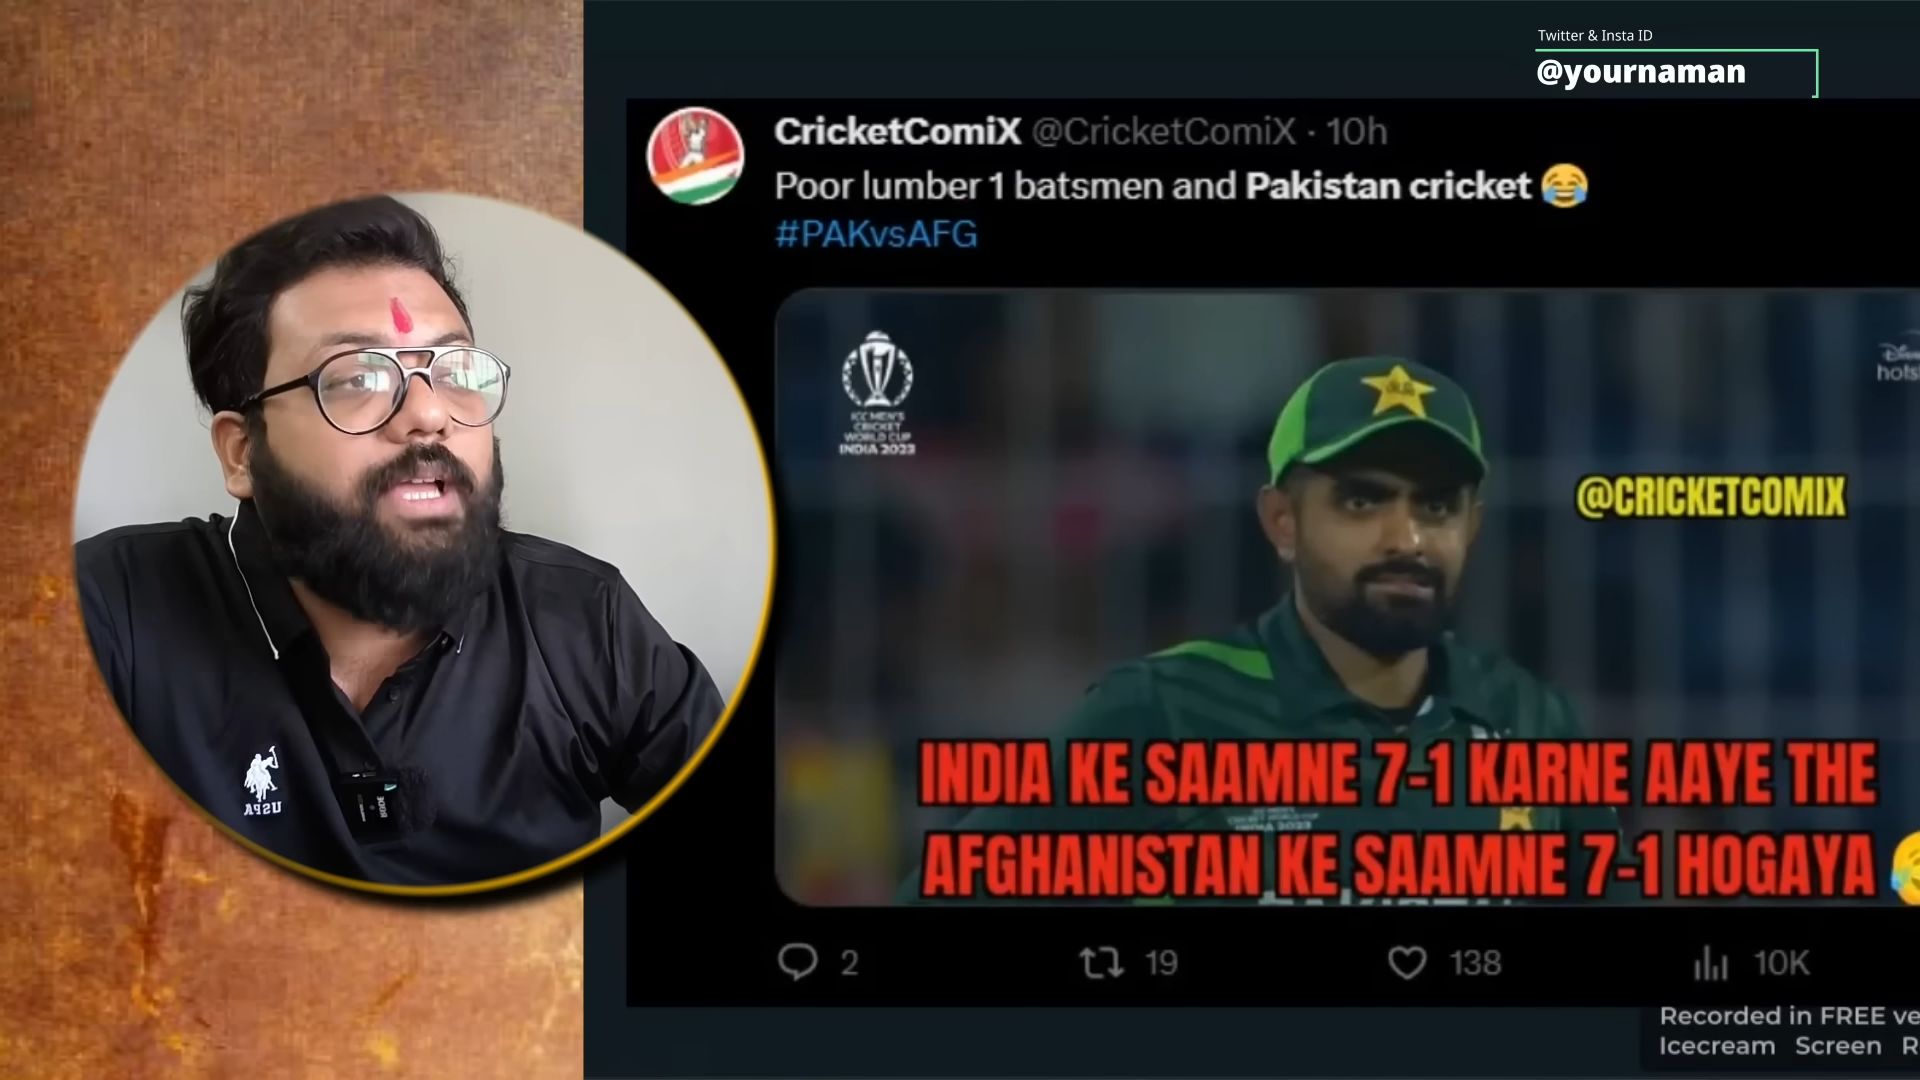 Twitter & Insta ID
@yournaman
CricketComiX @CricketComiX · 10h
Poor lumber 1 batsmen and Pakistan cricket 😂
#PAKvsAFG
ICC MEN'S
CRICKET
WORLD CUP
INDIA 2023
@CRICKETCOMIX
INDIA KE SAAMNE 7-1 KARNE AAYE THE
AFGHANISTAN KE SAAMNE 7-1 HOGAYA
2 19 138 10K
USPA
RODE
Recorded in FREE ve
Icecream Screen R